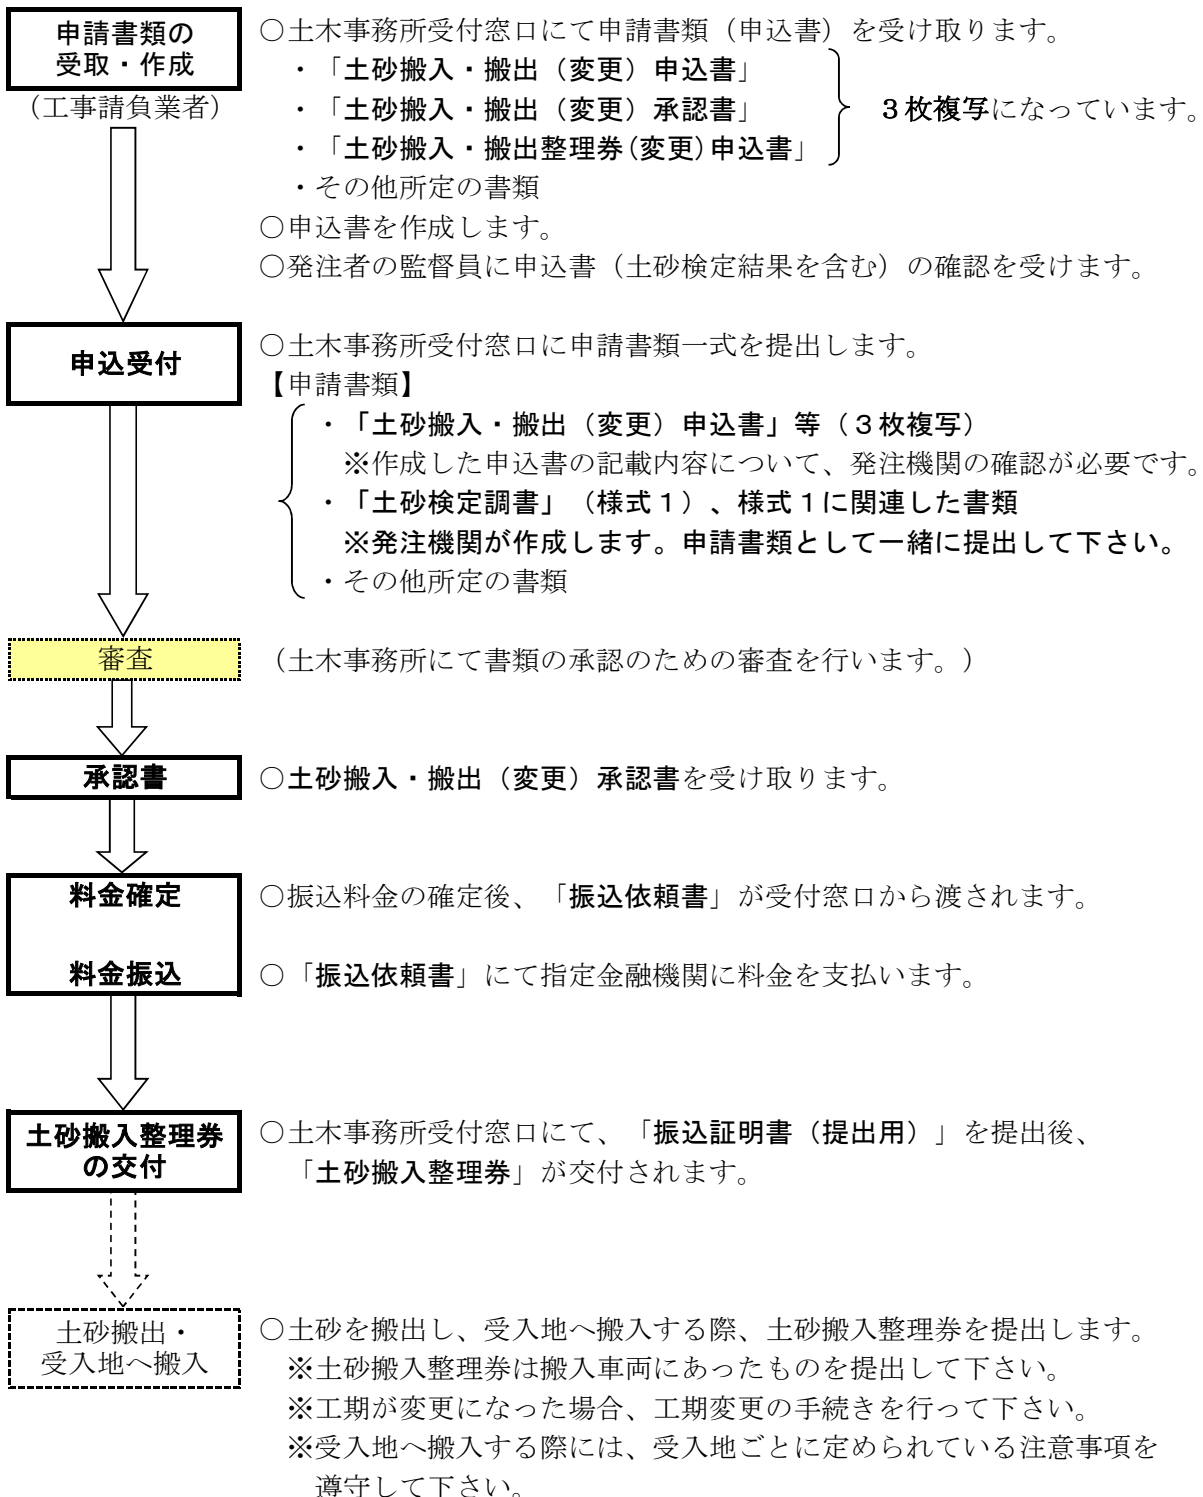 申請書類の
受取・作成
（工事請負業者）
○土木事務所受付窓口にて申請書類（申込書）を受け取ります。
・「土砂搬入・搬出（変更）申込書」
・「土砂搬入・搬出（変更）承認書」
・「土砂搬入・搬出整理券(変更)申込書」
３枚複写になっています。
・その他所定の書類
○申込書を作成します。
○発注者の監督員に申込書（土砂検定結果を含む）の確認を受けます。
申込受付
○土木事務所受付窓口に申請書類一式を提出します。
【申請書類】
・「土砂搬入・搬出（変更）申込書」等（３枚複写）
※作成した申込書の記載内容について、発注機関の確認が必要です。
・「土砂検定調書」（様式１）、様式１に関連した書類
※発注機関が作成します。申請書類として一緒に提出して下さい。
・その他所定の書類
審査
（土木事務所にて書類の承認のための審査を行います。）
承認書
○土砂搬入・搬出（変更）承認書を受け取ります。
料金確定
○振込料金の確定後、「振込依頼書」が受付窓口から渡されます。
料金振込
○「振込依頼書」にて指定金融機関に料金を支払います。
土砂搬入整理券
の交付
○土木事務所受付窓口にて、「振込証明書（提出用）」を提出後、
「土砂搬入整理券」が交付されます。
土砂搬出・
受入地へ搬入
○土砂を搬出し、受入地へ搬入する際、土砂搬入整理券を提出します。
※土砂搬入整理券は搬入車両にあったものを提出して下さい。
※工期が変更になった場合、工期変更の手続きを行って下さい。
※受入地へ搬入する際には、受入地ごとに定められている注意事項を
遵守して下さい。